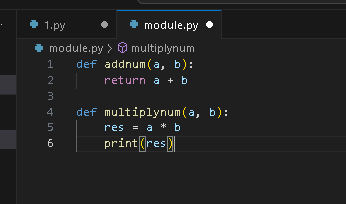 1.py
module.py
module.py > multiplynum
1 def addnum(a, b):
2     return a + b
3
4 def multiplynum(a, b):
5     res = a * b
6     print(res)